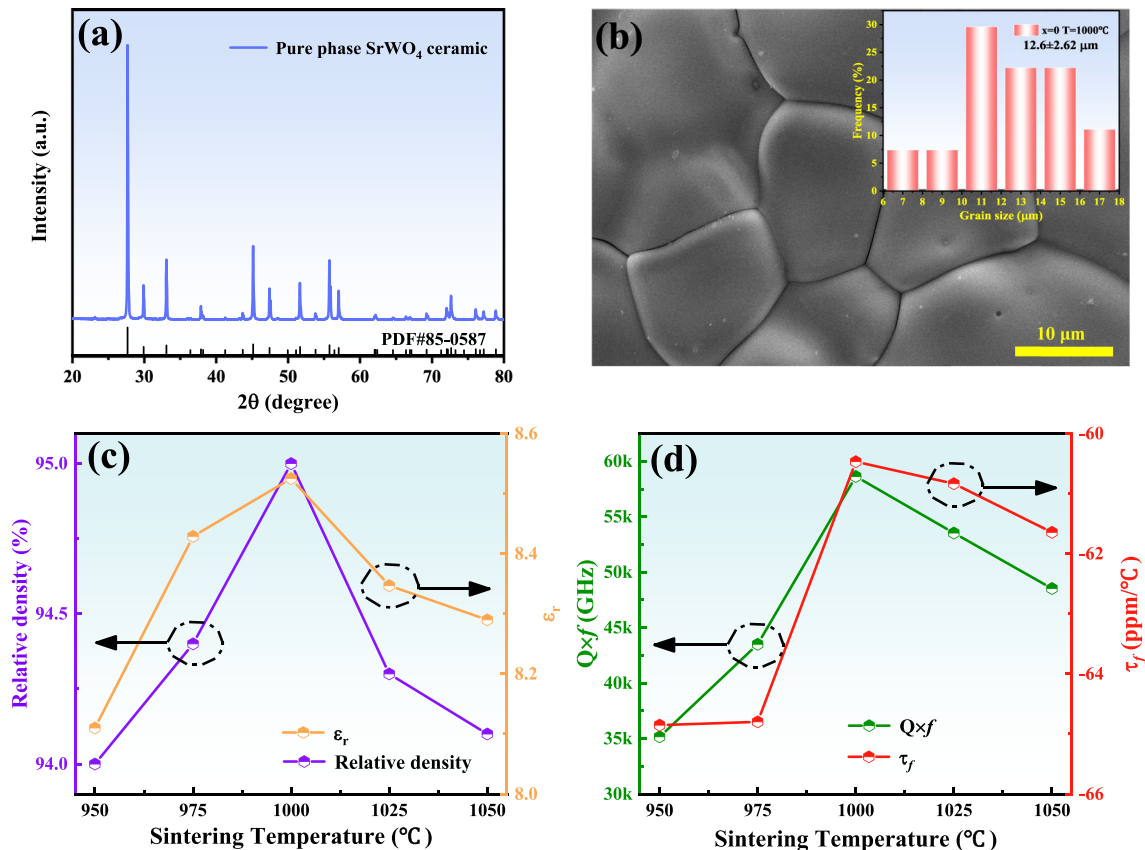 (a)
Pure phase SrWO₄ ceramic
Intensity (a.u.)
PDF#85-0587
20 30 40 50 60 70 80
2θ (degree)
(b)
x=0 T=1000℃
12.6±2.62 μm
Frequency (%)
30
25
20
15
10
5
0
6 7 8 9 10 11 12 13 14 15 16 17 18
Grain size (μm)
10 μm
(c)
Relative density (%)
95.0
94.5
94.0
8.6
8.4
8.2
8.0
εᵣ
εᵣ
Relative density
950 975 1000 1025 1050
Sintering Temperature (℃)
(d)
Q×f (GHz)
60k
55k
50k
45k
40k
35k
30k
-60
-62
-64
-66
τf (ppm/℃)
Q×f
τf
950 975 1000 1025 1050
Sintering Temperature (℃)